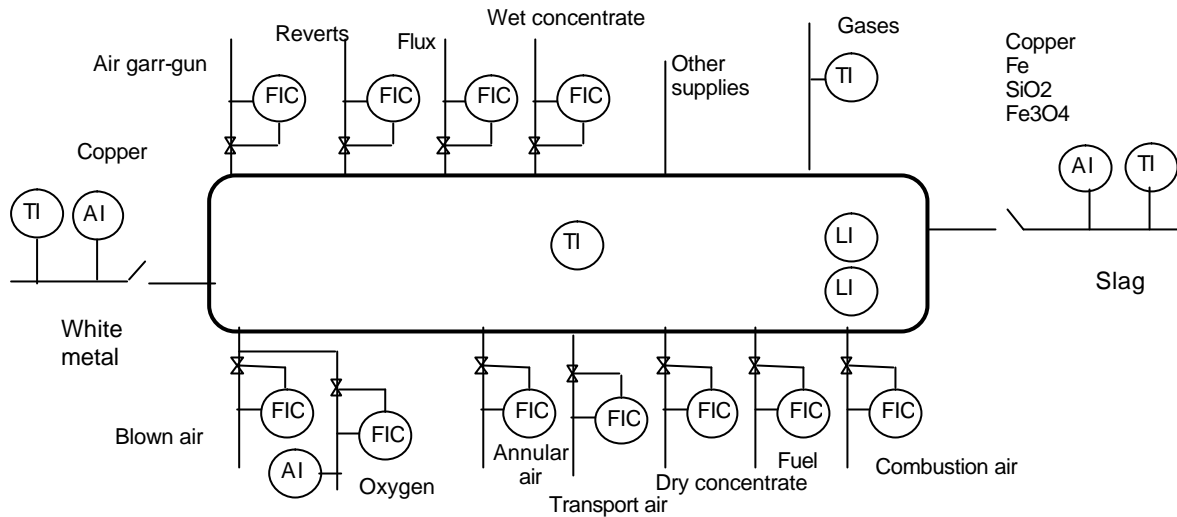 Wet concentrate
Reverts
Flux
Gases
Air garr-gun
Other
supplies
Copper
Fe
SiO2
Fe3O4
FIC
FIC
FIC
FIC
TI
Copper
TI
AI
AI
TI
TI
LI
LI
White
metal
Slag
FIC
FIC
FIC
FIC
FIC
FIC
FIC
Blown air
AI
Oxygen
Annular
air
Transport air
Dry concentrate
Fuel
Combustion air